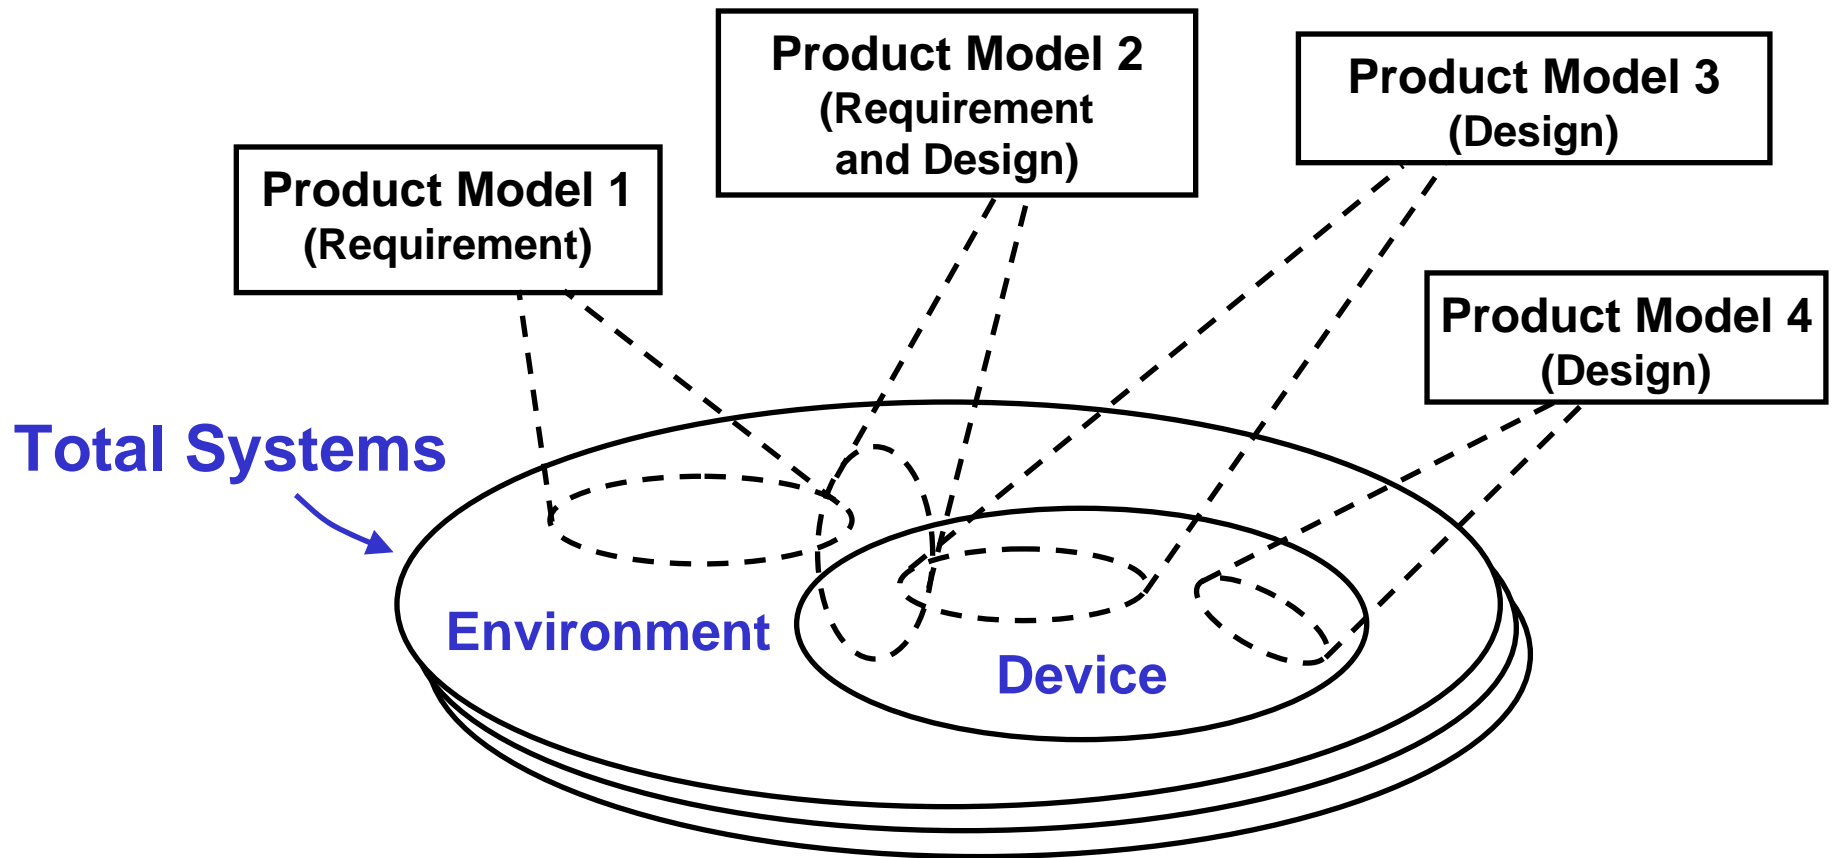 Product Model 1
(Requirement)
Product Model 2
(Requirement
and Design)
Product Model 3
(Design)
Product Model 4
(Design)
Total Systems
Environment
Device